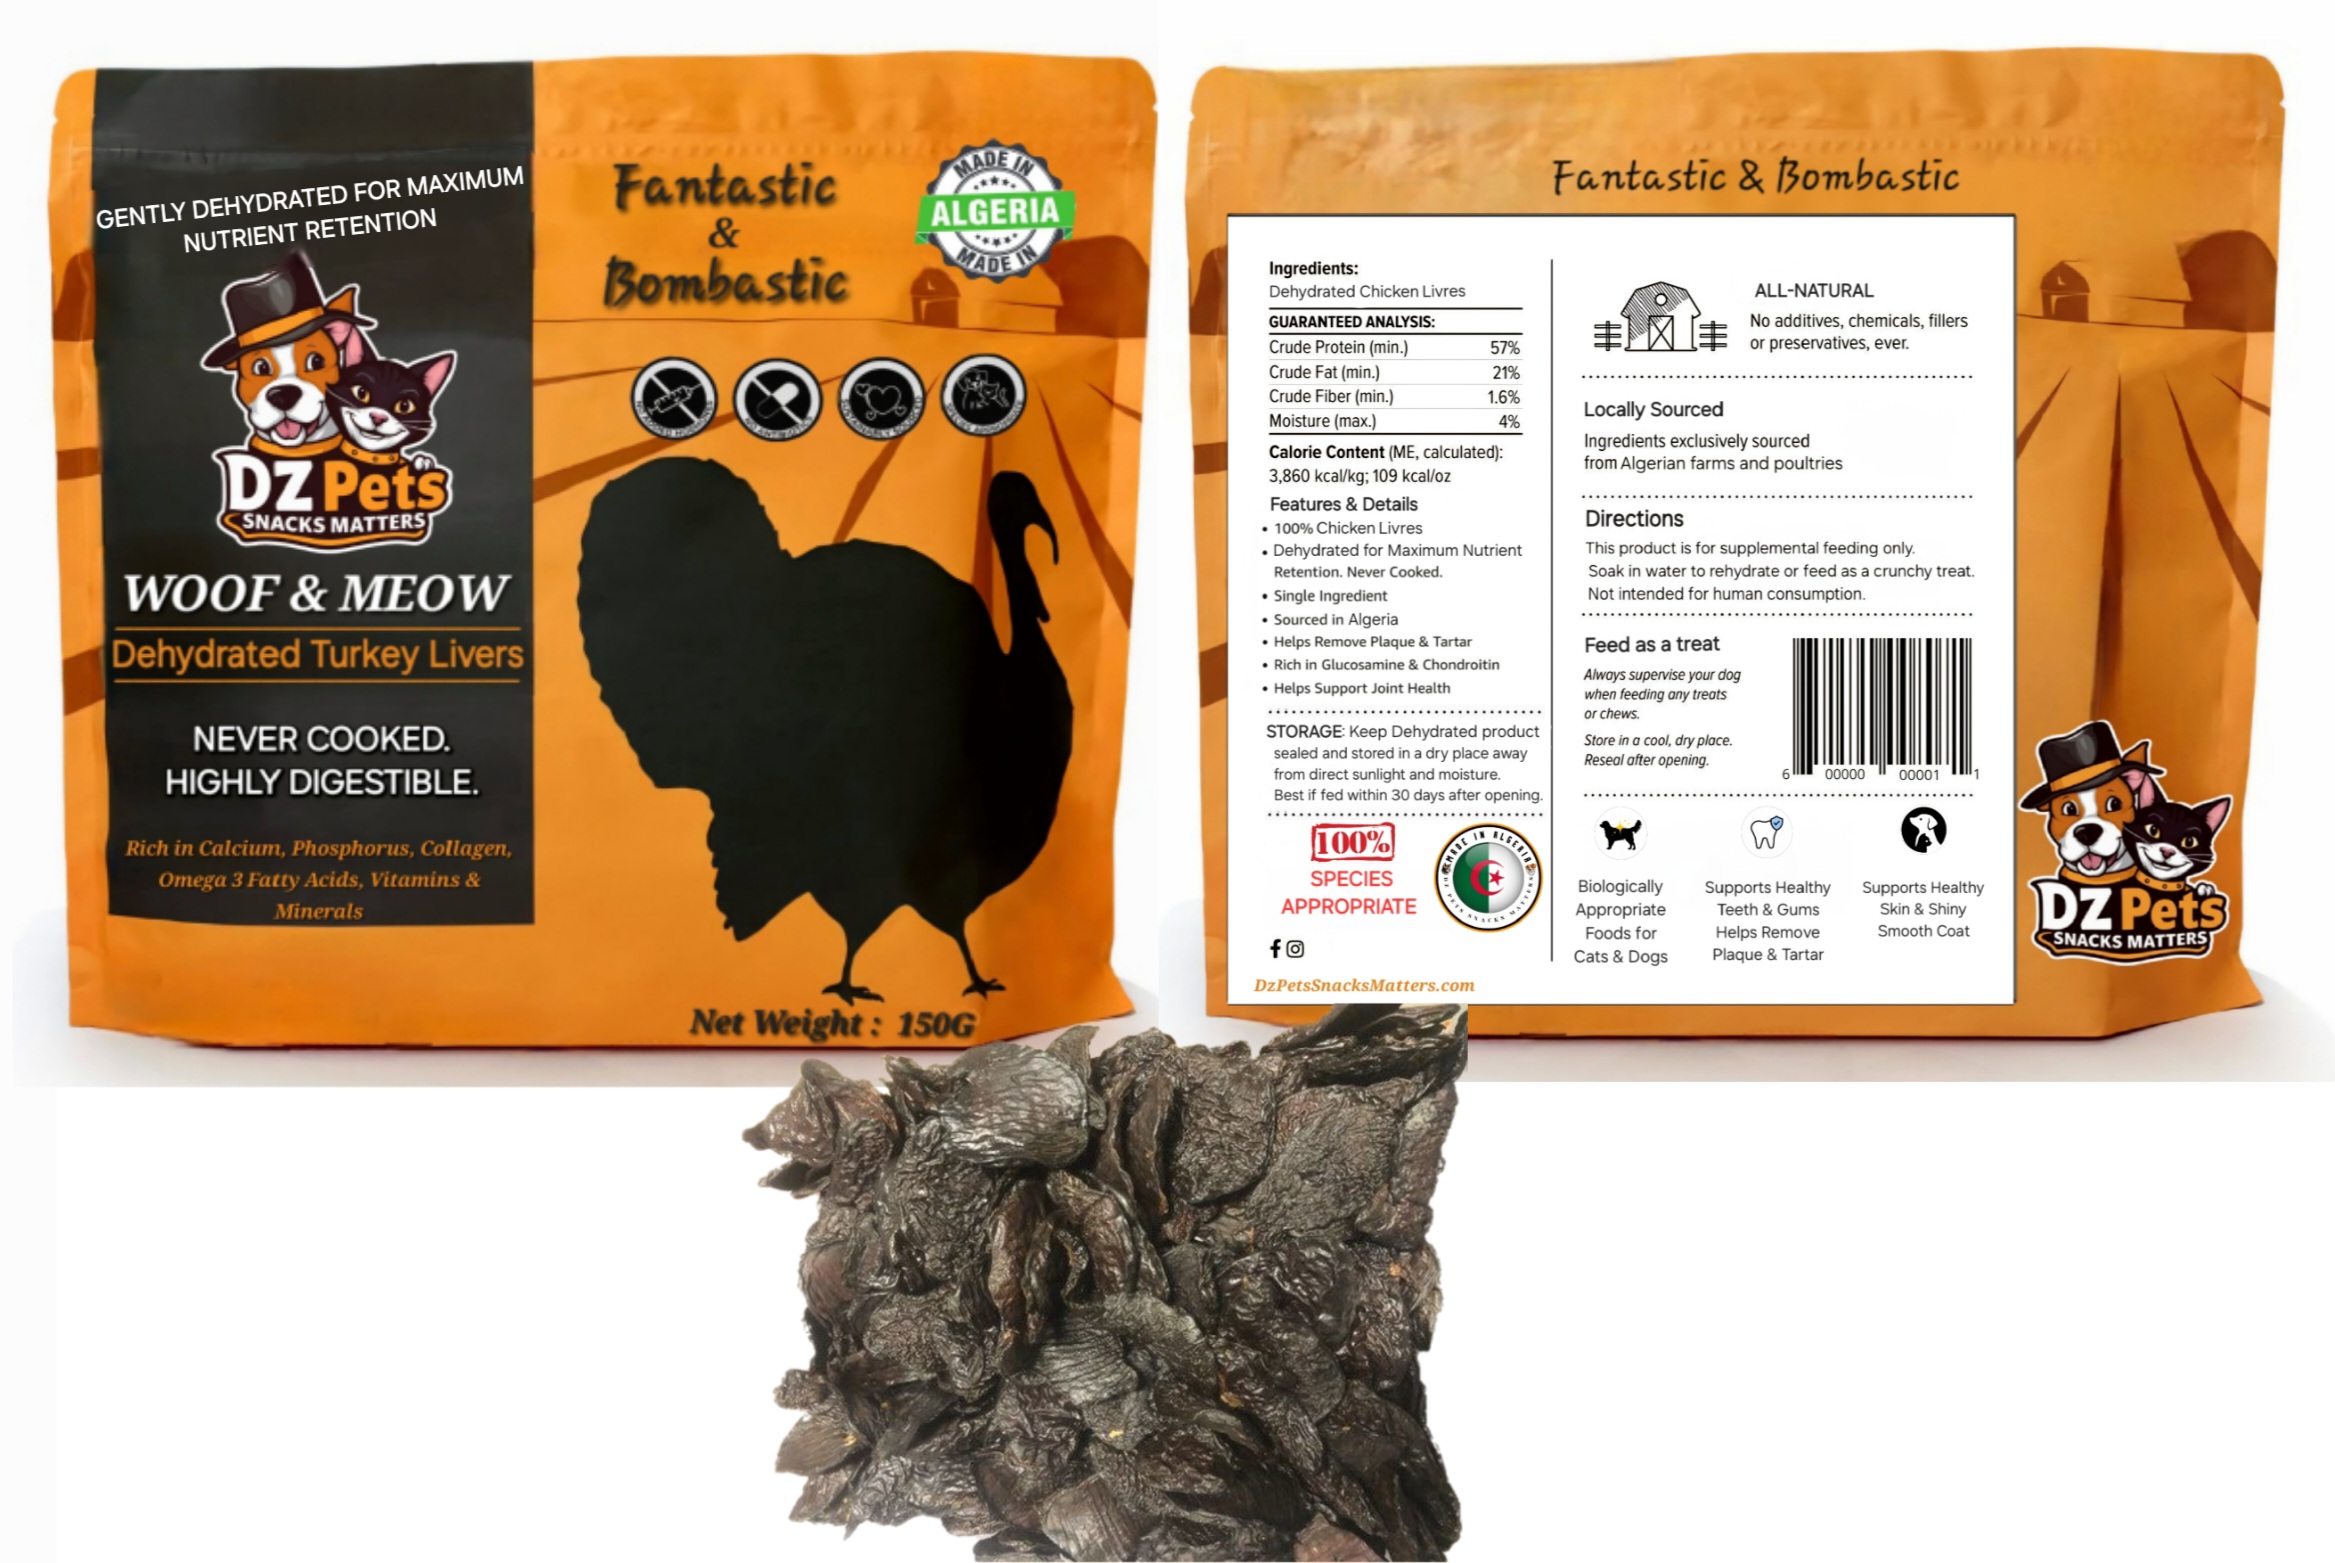 GENTLY DEHYDRATED FOR MAXIMUM
NUTRIENT RETENTION
DZ Pets
SNACKS MATTERS
WOOF & MEOW
Dehydrated Turkey Livers
NEVER COOKED.
HIGHLY DIGESTIBLE.
Rich in Calcium, Phosphorus, Collagen,
Omega 3 Fatty Acids, Vitamins &
Minerals
Fantastic
&
Bombastic
MADE IN
ALGERIA
MADE IN
Net Weight : 150G
Fantastic & Bombastic
Ingredients:
Dehydrated Chicken Livres
GUARANTEED ANALYSIS:
Crude Protein (min.) 57%
Crude Fat (min.) 21%
Crude Fiber (min.) 1.6%
Moisture (max.) 4%
Calorie Content (ME, calculated):
3,860 kcal/kg; 109 kcal/oz
Features & Details
• 100% Chicken Livres
• Dehydrated for Maximum Nutrient
Retention. Never Cooked.
• Single Ingredient
• Sourced in Algeria
• Helps Remove Plaque & Tartar
• Rich in Glucosamine & Chondroitin
• Helps Support Joint Health
STORAGE: Keep Dehydrated product
sealed and stored in a dry place away
from direct sunlight and moisture.
Best if fed within 30 days after opening.
100%
SPECIES
APPROPRIATE
MADE IN ALGERIA
DZ PETS SNACKS MATTERS
DzPetsSnacksMatters.com
ALL-NATURAL
No additives, chemicals, fillers
or preservatives, ever.
Locally Sourced
Ingredients exclusively sourced
from Algerian farms and poultries
Directions
This product is for supplemental feeding only.
Soak in water to rehydrate or feed as a crunchy treat.
Not intended for human consumption.
Feed as a treat
Always supervise your dog
when feeding any treats
or chews.
Store in a cool, dry place.
Reseal after opening.
6 00000 00001 1
Biologically
Appropriate
Foods for
Cats & Dogs
Supports Healthy
Teeth & Gums
Helps Remove
Plaque & Tartar
Supports Healthy
Skin & Shiny
Smooth Coat
DZ Pets
SNACKS MATTERS